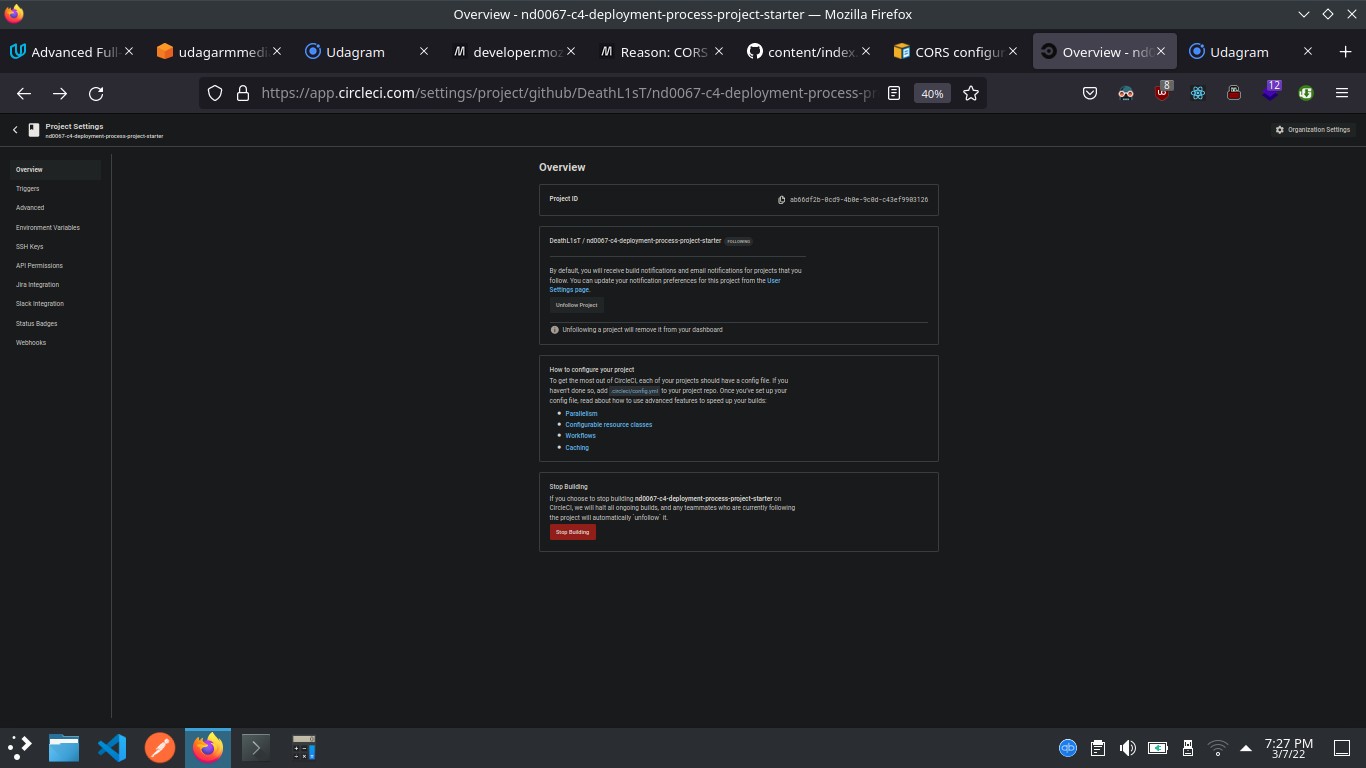 Overview - nd0067-c4-deployment-process-project-starter — Mozilla Firefox
Advanced Full-
udagarmmedi
Udagram
developer.moz
Reason: CORS
content/index.
CORS configur
Overview - nd0
Udagram
https://app.circleci.com/settings/project/github/DeathL1sT/nd0067-c4-deployment-process-pr
40%
8
12
Project Settings
nd0067-c4-deployment-process-project-starter
Organization Settings
Overview
Triggers
Advanced
Environment Variables
SSH Keys
API Permissions
Jira Integration
Slack Integration
Status Badges
Webhooks
Overview
Project ID
ab66df2b-0cd9-4b0e-9c0d-c43ef9903126
DeathL1sT / nd0067-c4-deployment-process-project-starter FOLLOWING
By default, you will receive build notifications and email notifications for projects that you
follow. You can update your notification preferences for this project from the User
Settings page.
Unfollow Project
Unfollowing a project will remove it from your dashboard
How to configure your project
To get the most out of CircleCI, each of your projects should have a config file. If you
haven't done so, add .circleci/config.yml to your project repo. Once you've set up your
config file, read about how to use advanced features to speed up your builds:
Parallelism
Configurable resource classes
Workflows
Caching
Stop Building
If you choose to stop building nd0067-c4-deployment-process-project-starter on
CircleCI, we will halt all ongoing builds, and any teammates who are currently following
the project will automatically `unfollow` it.
Stop Building
qb
7:27 PM
3/7/22